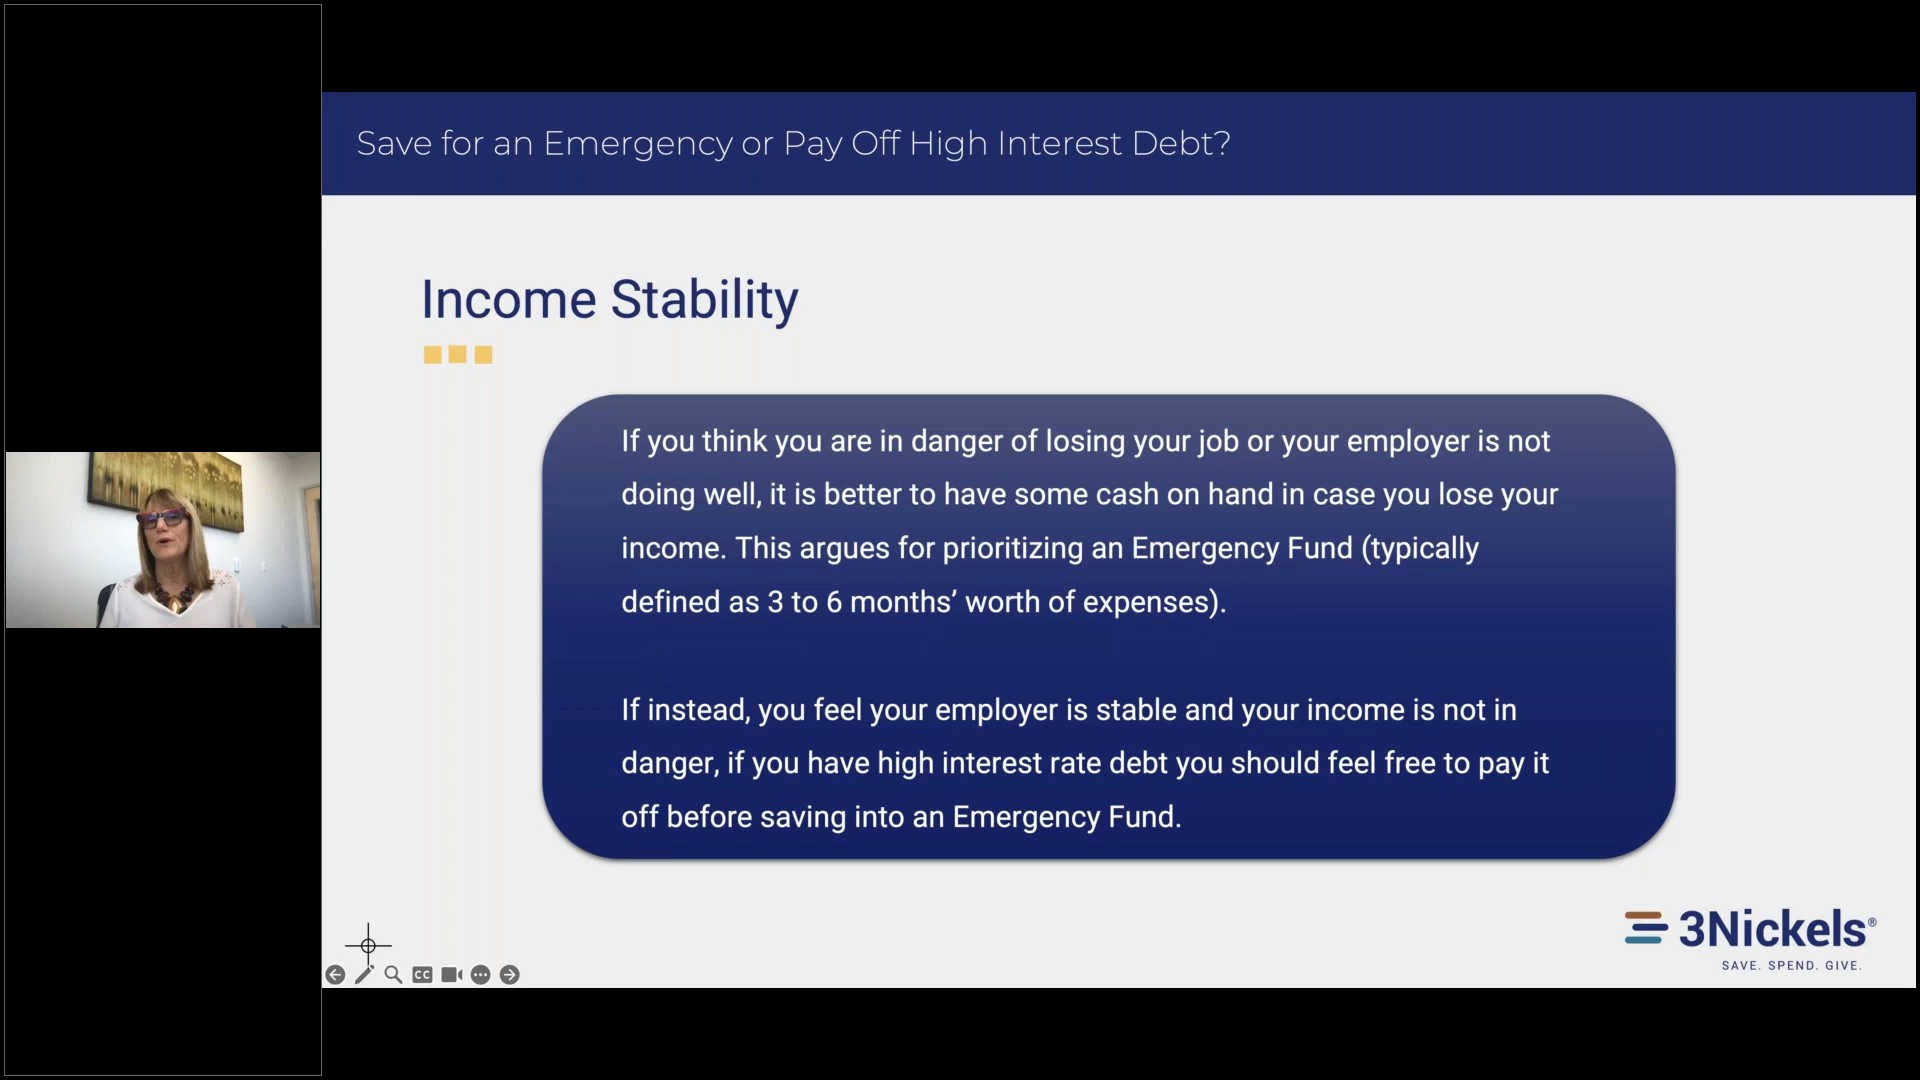 Save for an Emergency or Pay Off High Interest Debt?
Income Stability
If you think you are in danger of losing your job or your employer is not
doing well, it is better to have some cash on hand in case you lose your
income. This argues for prioritizing an Emergency Fund (typically
defined as 3 to 6 months’ worth of expenses).
If instead, you feel your employer is stable and your income is not in
danger, if you have high interest rate debt you should feel free to pay it
off before saving into an Emergency Fund.
3Nickels®
SAVE. SPEND. GIVE.
CC